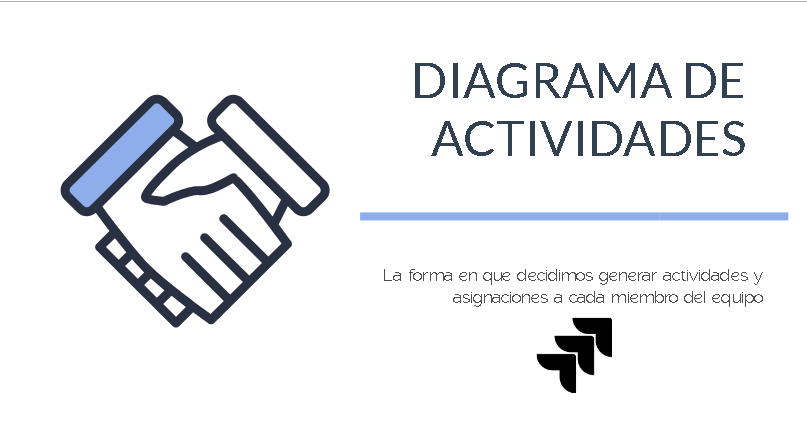 DIAGRAMA DE
ACTIVIDADES
La forma en que decidimos generar actividades y
asignaciones a cada miembro del equipo